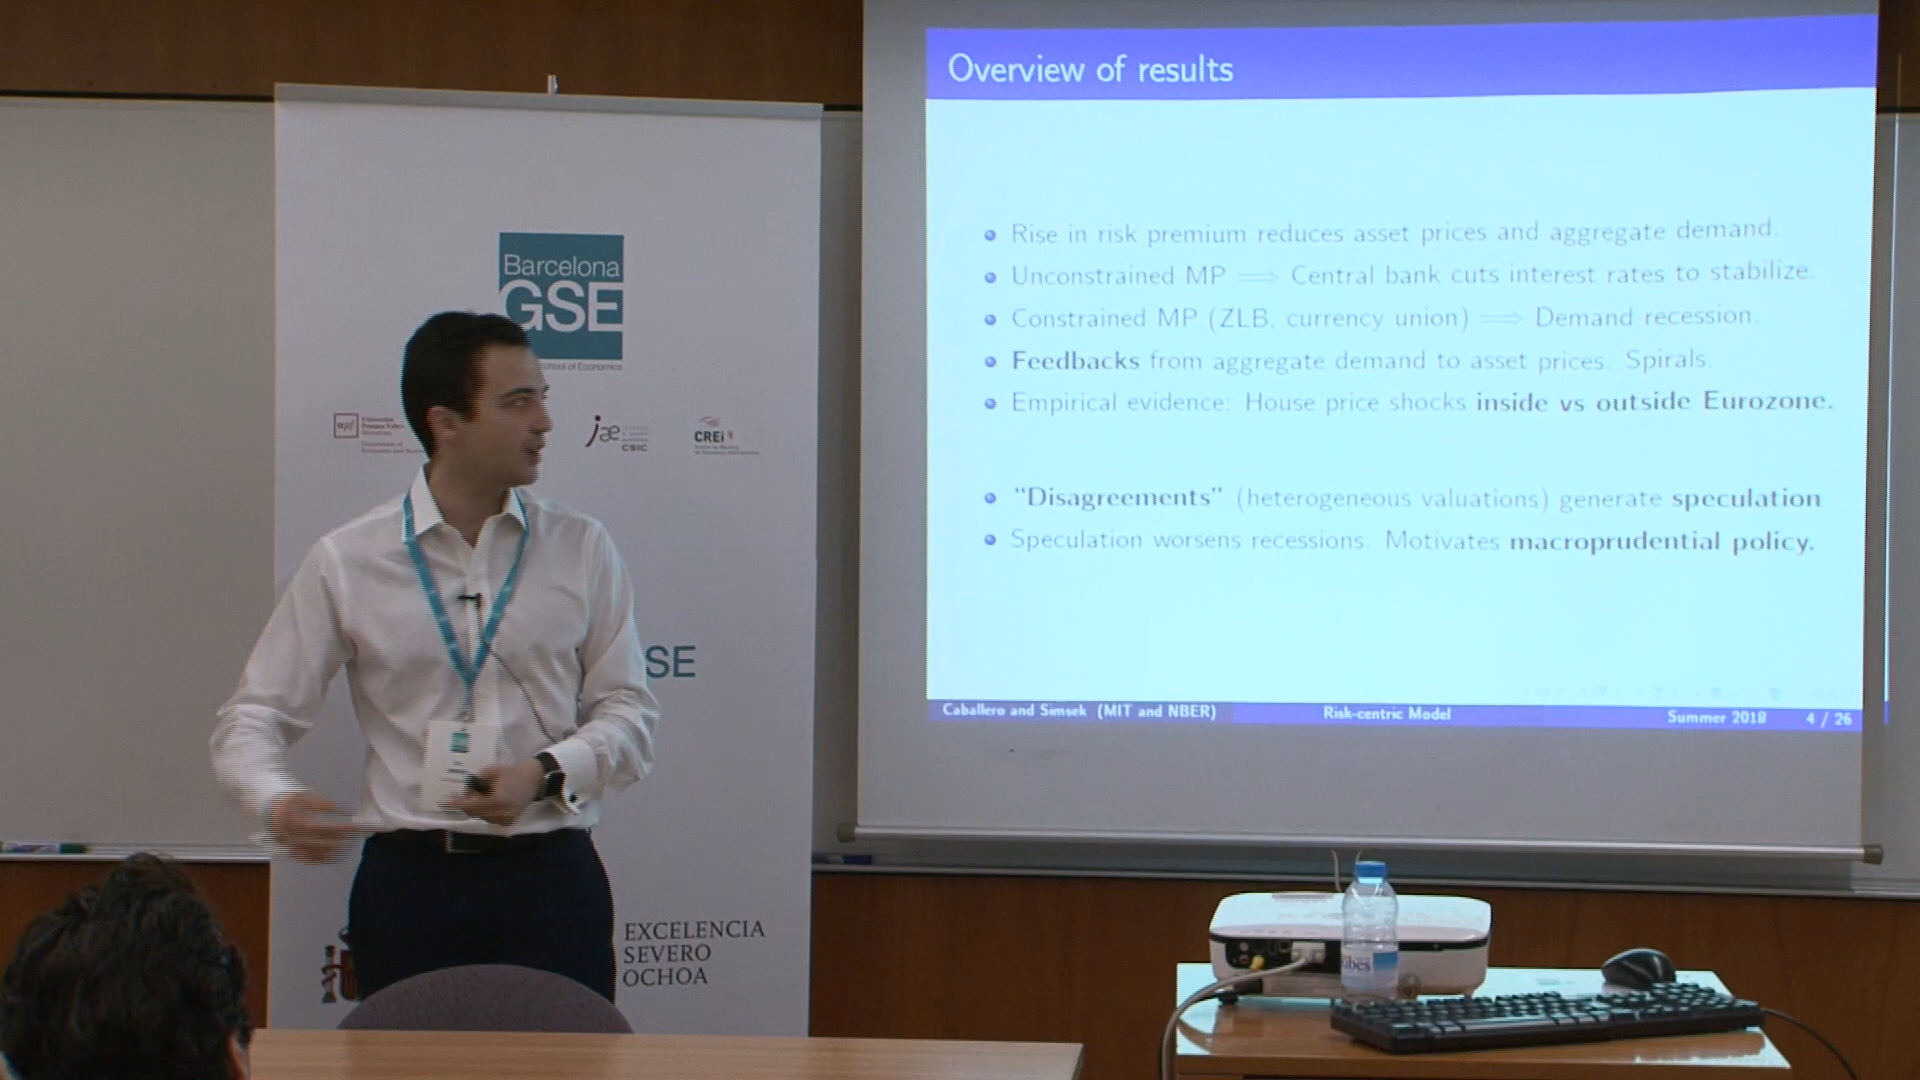 Overview of results
Rise in risk premium reduces asset prices and aggregate demand.
Unconstrained MP ⟹ Central bank cuts interest rates to stabilize.
Constrained MP (ZLB, currency union) ⟹ Demand recession.
Feedbacks from aggregate demand to asset prices. Spirals.
Empirical evidence: House price shocks inside vs outside Eurozone.
“Disagreements” (heterogeneous valuations) generate speculation
Speculation worsens recessions. Motivates macroprudential policy.
Caballero and Simsek (MIT and NBER) Risk-centric Model Summer 2018 4 / 26
Barcelona
GSE
School of Economics
upf
jae
CSIC
CREi
SE
EXCELENCIA
SEVERO
OCHOA